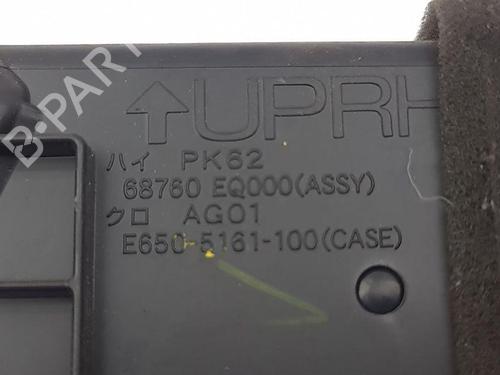 B-PARTS
↑UPRH
ハイ PK62
68760 EQ000(ASSY)
クロ AG01
E650-5161-100(CASE)